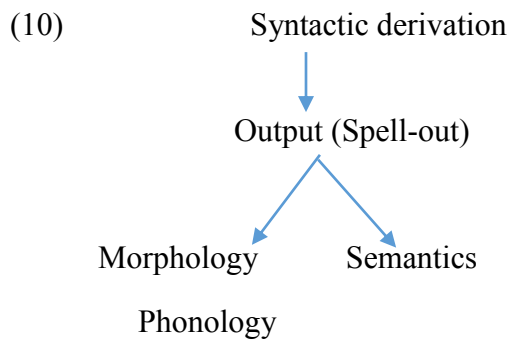 (10) Syntactic derivation
Output (Spell-out)
Morphology Semantics
Phonology